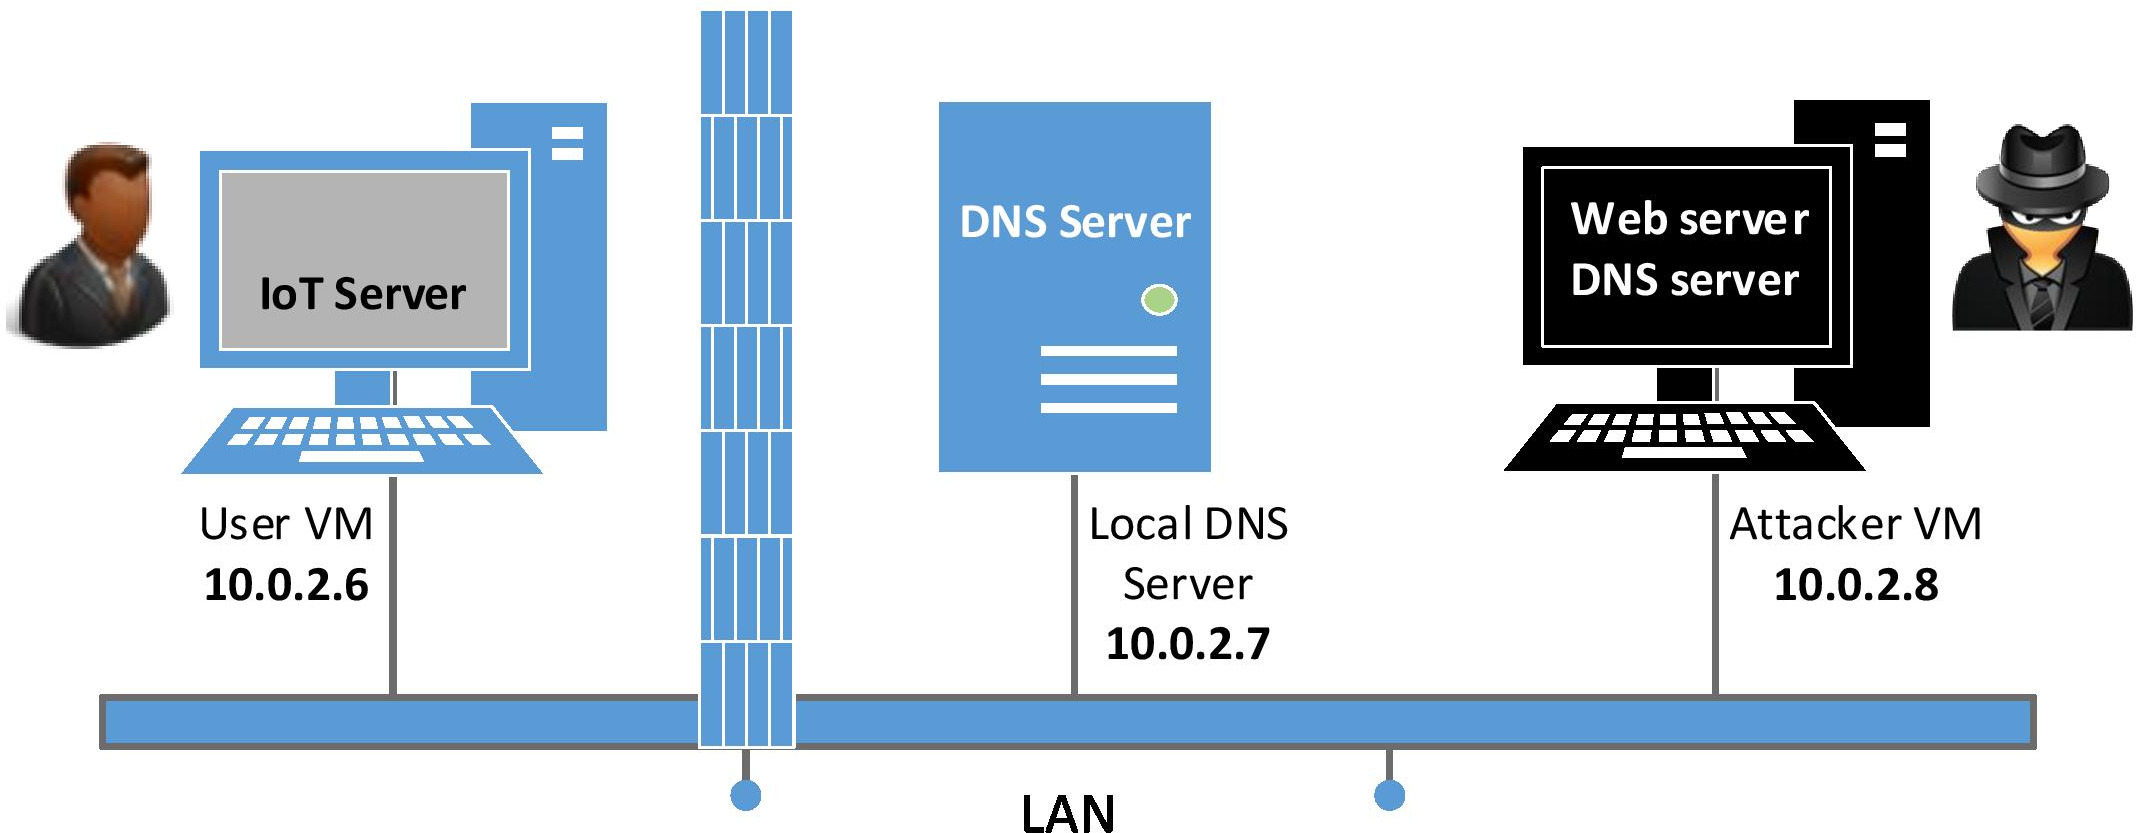 IoT Server
DNS Server
Web server
DNS server
User VM
10.0.2.6
Local DNS
Server
10.0.2.7
Attacker VM
10.0.2.8
LAN